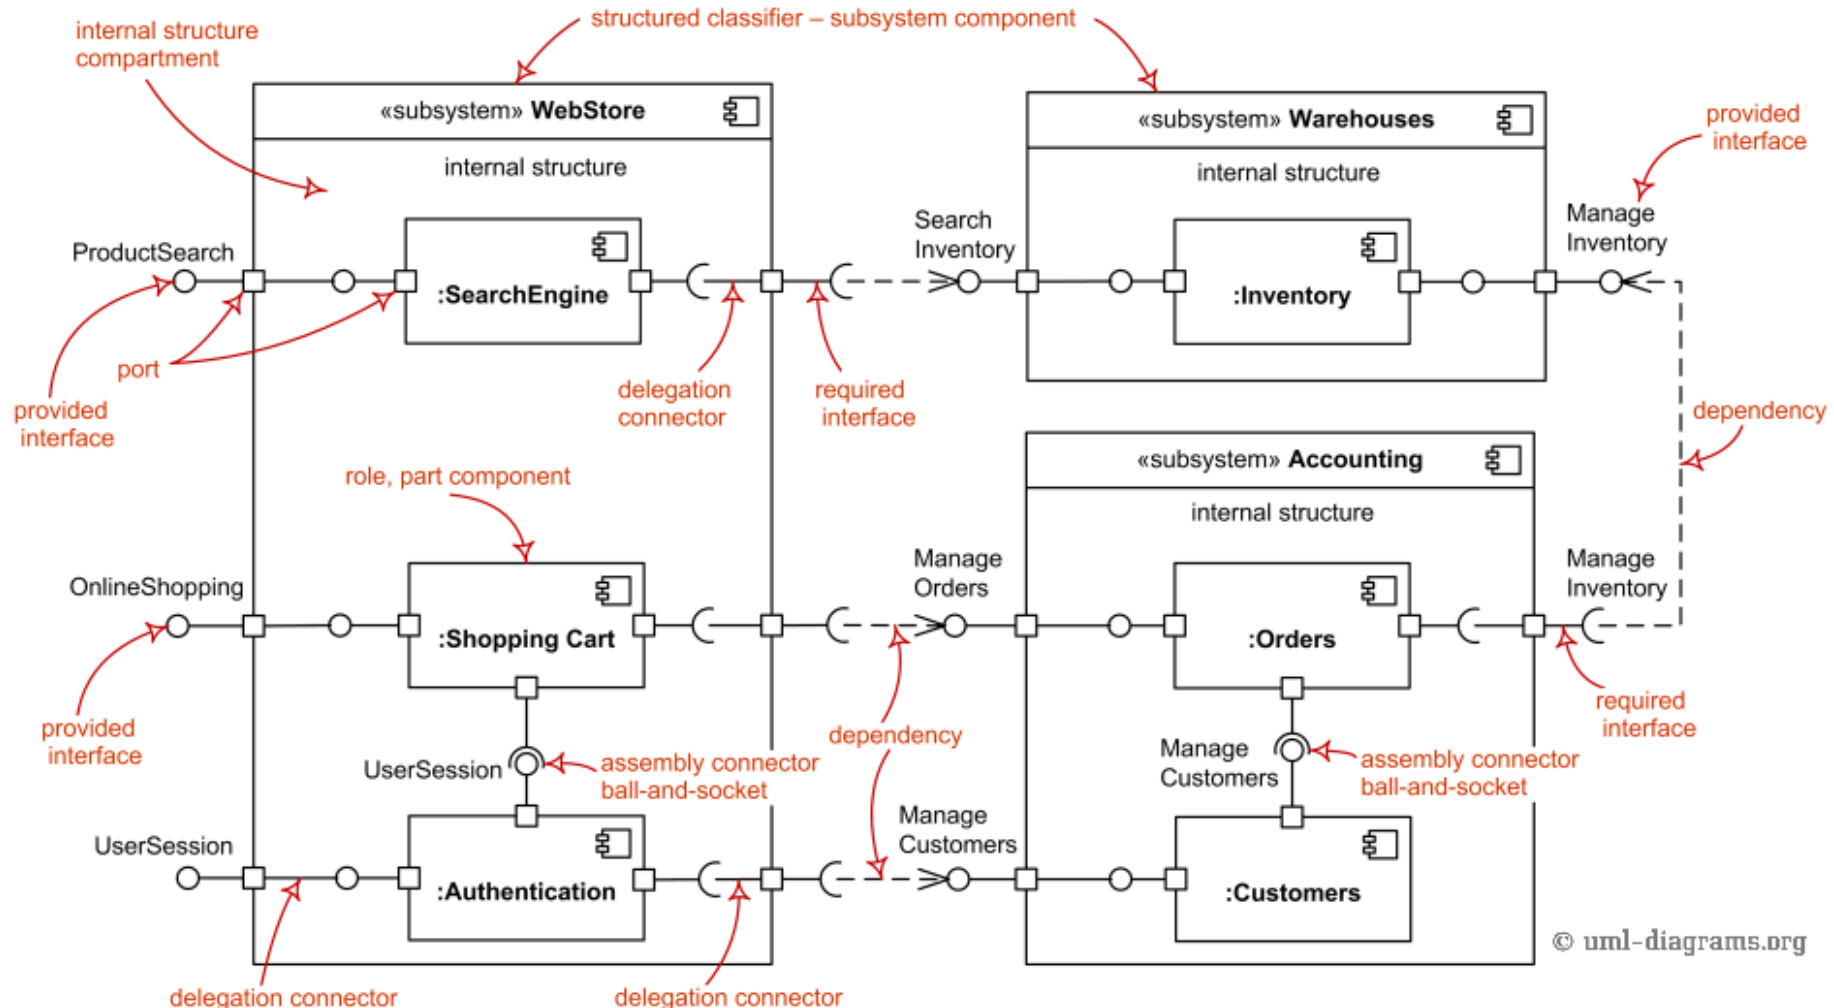 structured classifier – subsystem component
internal structure
compartment
«subsystem» WebStore
internal structure
«subsystem» Warehouses
internal structure
provided
interface
ProductSearch
:SearchEngine
Search
Inventory
:Inventory
Manage
Inventory
port
provided
interface
delegation
connector
required
interface
dependency
role, part component
«subsystem» Accounting
internal structure
OnlineShopping
:Shopping Cart
Manage
Orders
:Orders
Manage
Inventory
provided
interface
UserSession
assembly connector
ball-and-socket
dependency
Manage
Customers
assembly connector
ball-and-socket
required
interface
UserSession
:Authentication
Manage
Customers
:Customers
delegation connector
delegation connector
© uml-diagrams.org